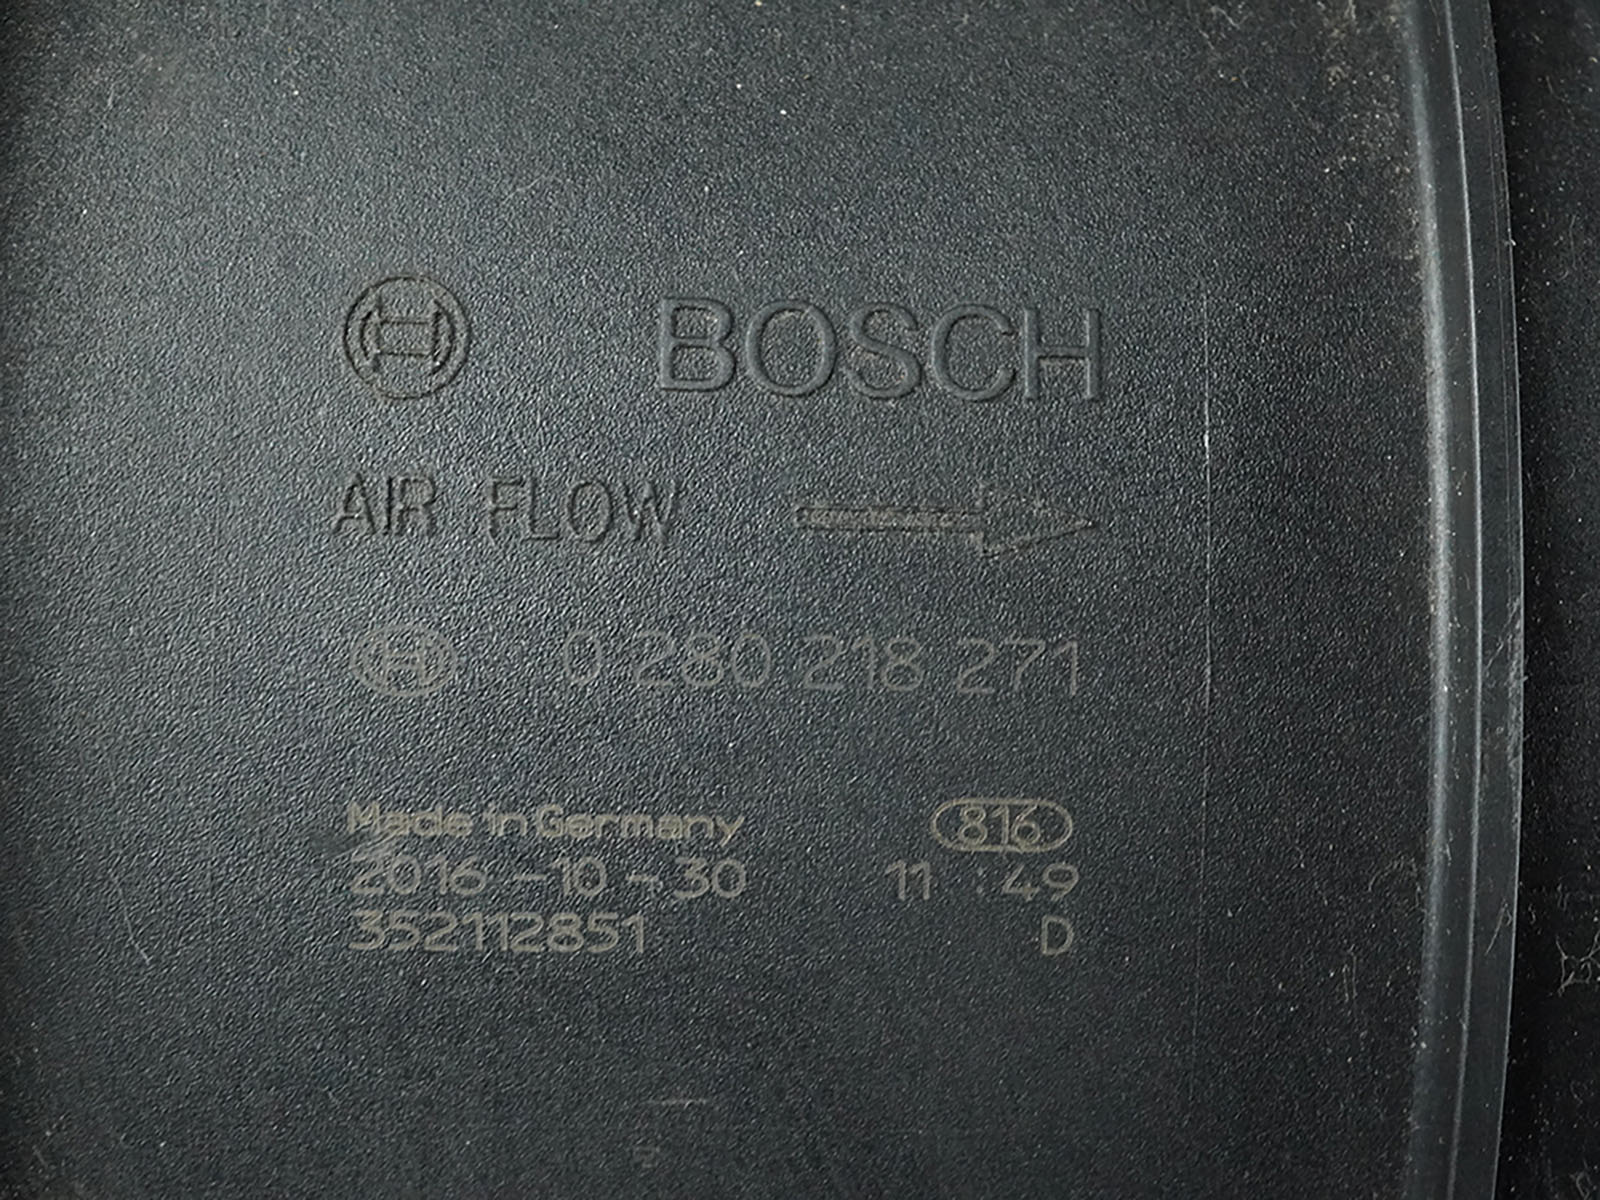 BOSCH
AIR FLOW
0 280 218 271
Made in Germany 816
2016-10-30 11:49
352112851 D